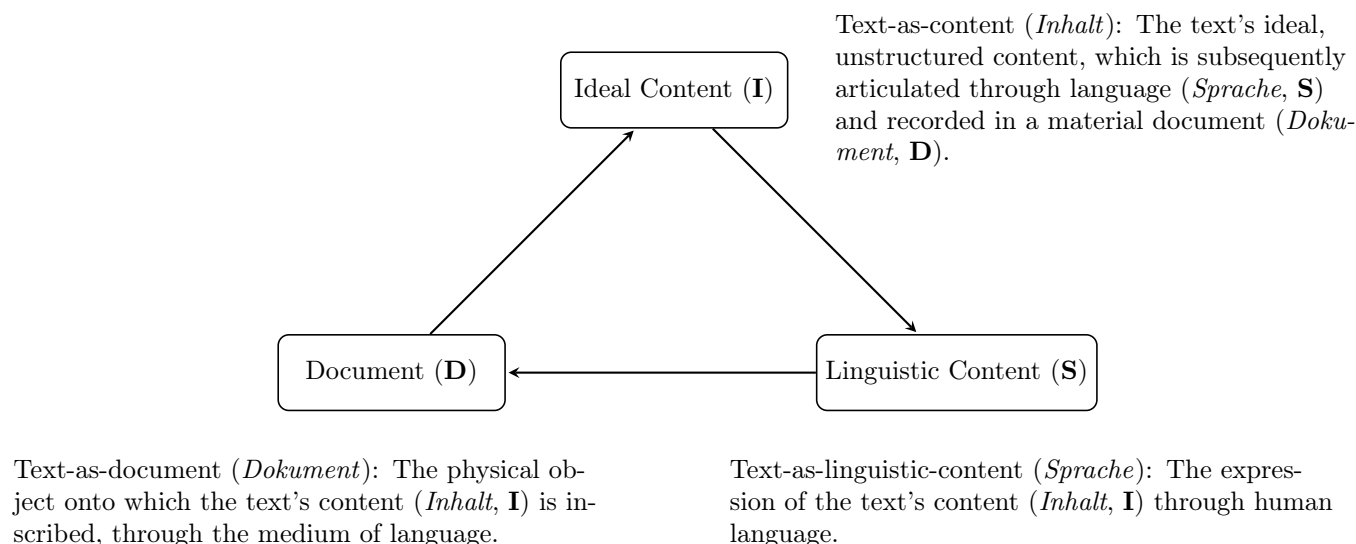 Text-as-content (Inhalt): The text's ideal,
unstructured content, which is subsequently
articulated through language (Sprache, S)
and recorded in a material document (Doku-
ment, D).
Ideal Content (I)
Document (D)
Linguistic Content (S)
Text-as-document (Dokument): The physical ob-
ject onto which the text's content (Inhalt, I) is in-
scribed, through the medium of language.
Text-as-linguistic-content (Sprache): The expres-
sion of the text's content (Inhalt, I) through human
language.